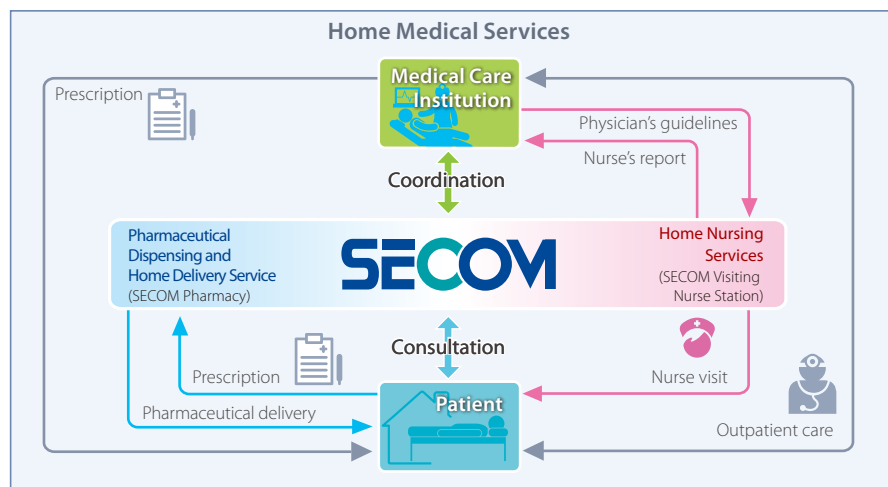 Home Medical Services
Prescription
Medical Care
Institution
Physician's guidelines
Nurse's report
Coordination
Pharmaceutical
Dispensing and
Home Delivery Service
(SECOM Pharmacy)
SECOM
Home Nursing
Services
(SECOM Visiting
Nurse Station)
Consultation
Prescription
Pharmaceutical delivery
Patient
Nurse visit
Outpatient care